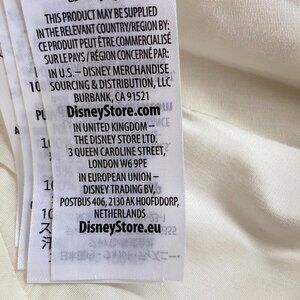 THIS PRODUCT MAY BE SUPPLIED
IN THE RELEVANT COUNTRY/REGION BY:
CE PRODUIT PEUT ÊTRE COMMERCIALISÉ
SUR LE PAYS / RÉGION CONCERNÉ PAR:
IN U.S.– DISNEY MERCHANDISE
SOURCING & DISTRIBUTION, LLC
BURBANK, CA 91521
DisneyStore.com
IN UNITED KINGDOM –
THE DISNEY STORE LTD.
3 QUEEN CAROLINE STREET,
LONDON W6 9PE
IN EUROPEAN UNION –
DISNEY TRADING BV,
POSTBUS 406, 2130 AK HOOFDDORP,
NETHERLANDS
DisneyStore.eu